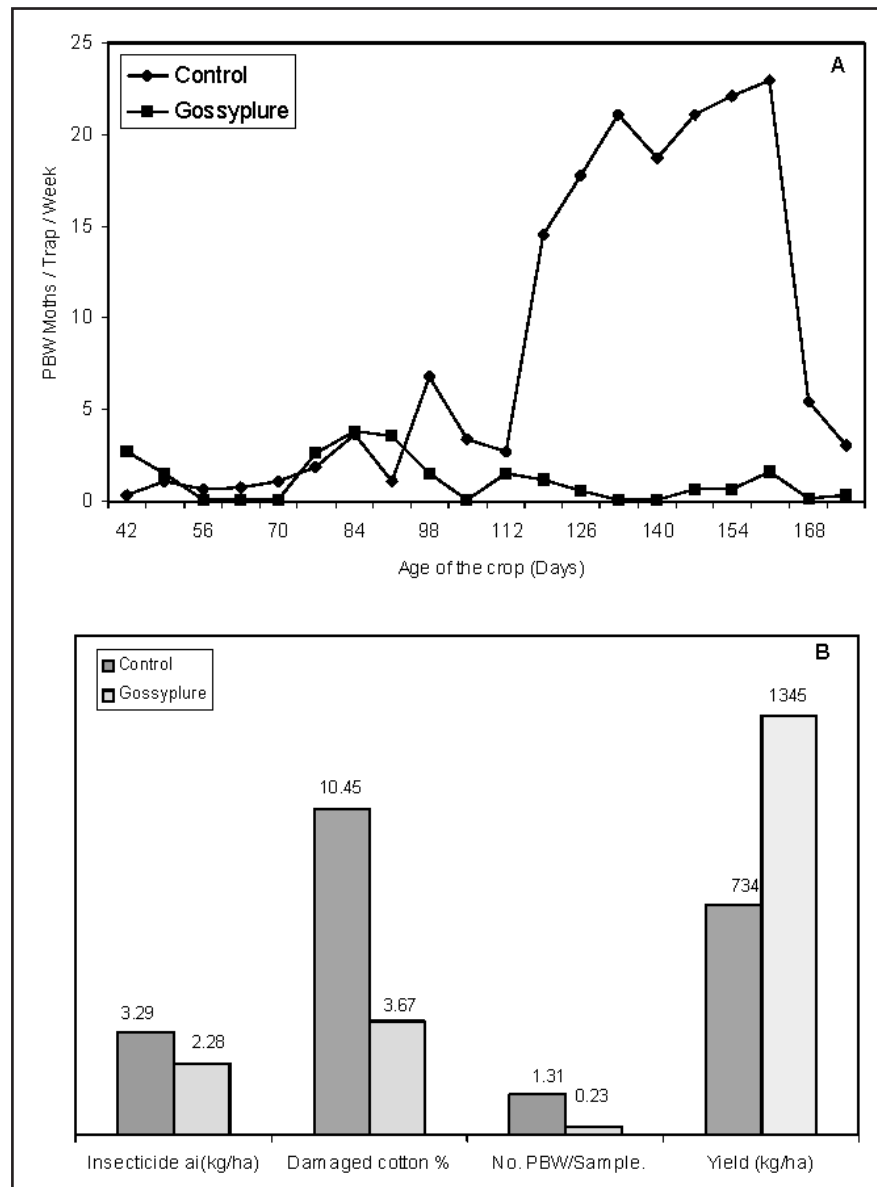 A
Control
Gossyplure
PBW Moths / Trap / Week
25
20
15
10
5
0
42 56 70 84 98 112 126 140 154 168
Age of the crop (Days)
B
Control
Gossyplure
1345
10.45
734
3.67
3.29
2.28
1.31
0.23
Insecticide ai(kg/ha) Damaged cotton % No. PBW/Sample. Yield (kg/ha)